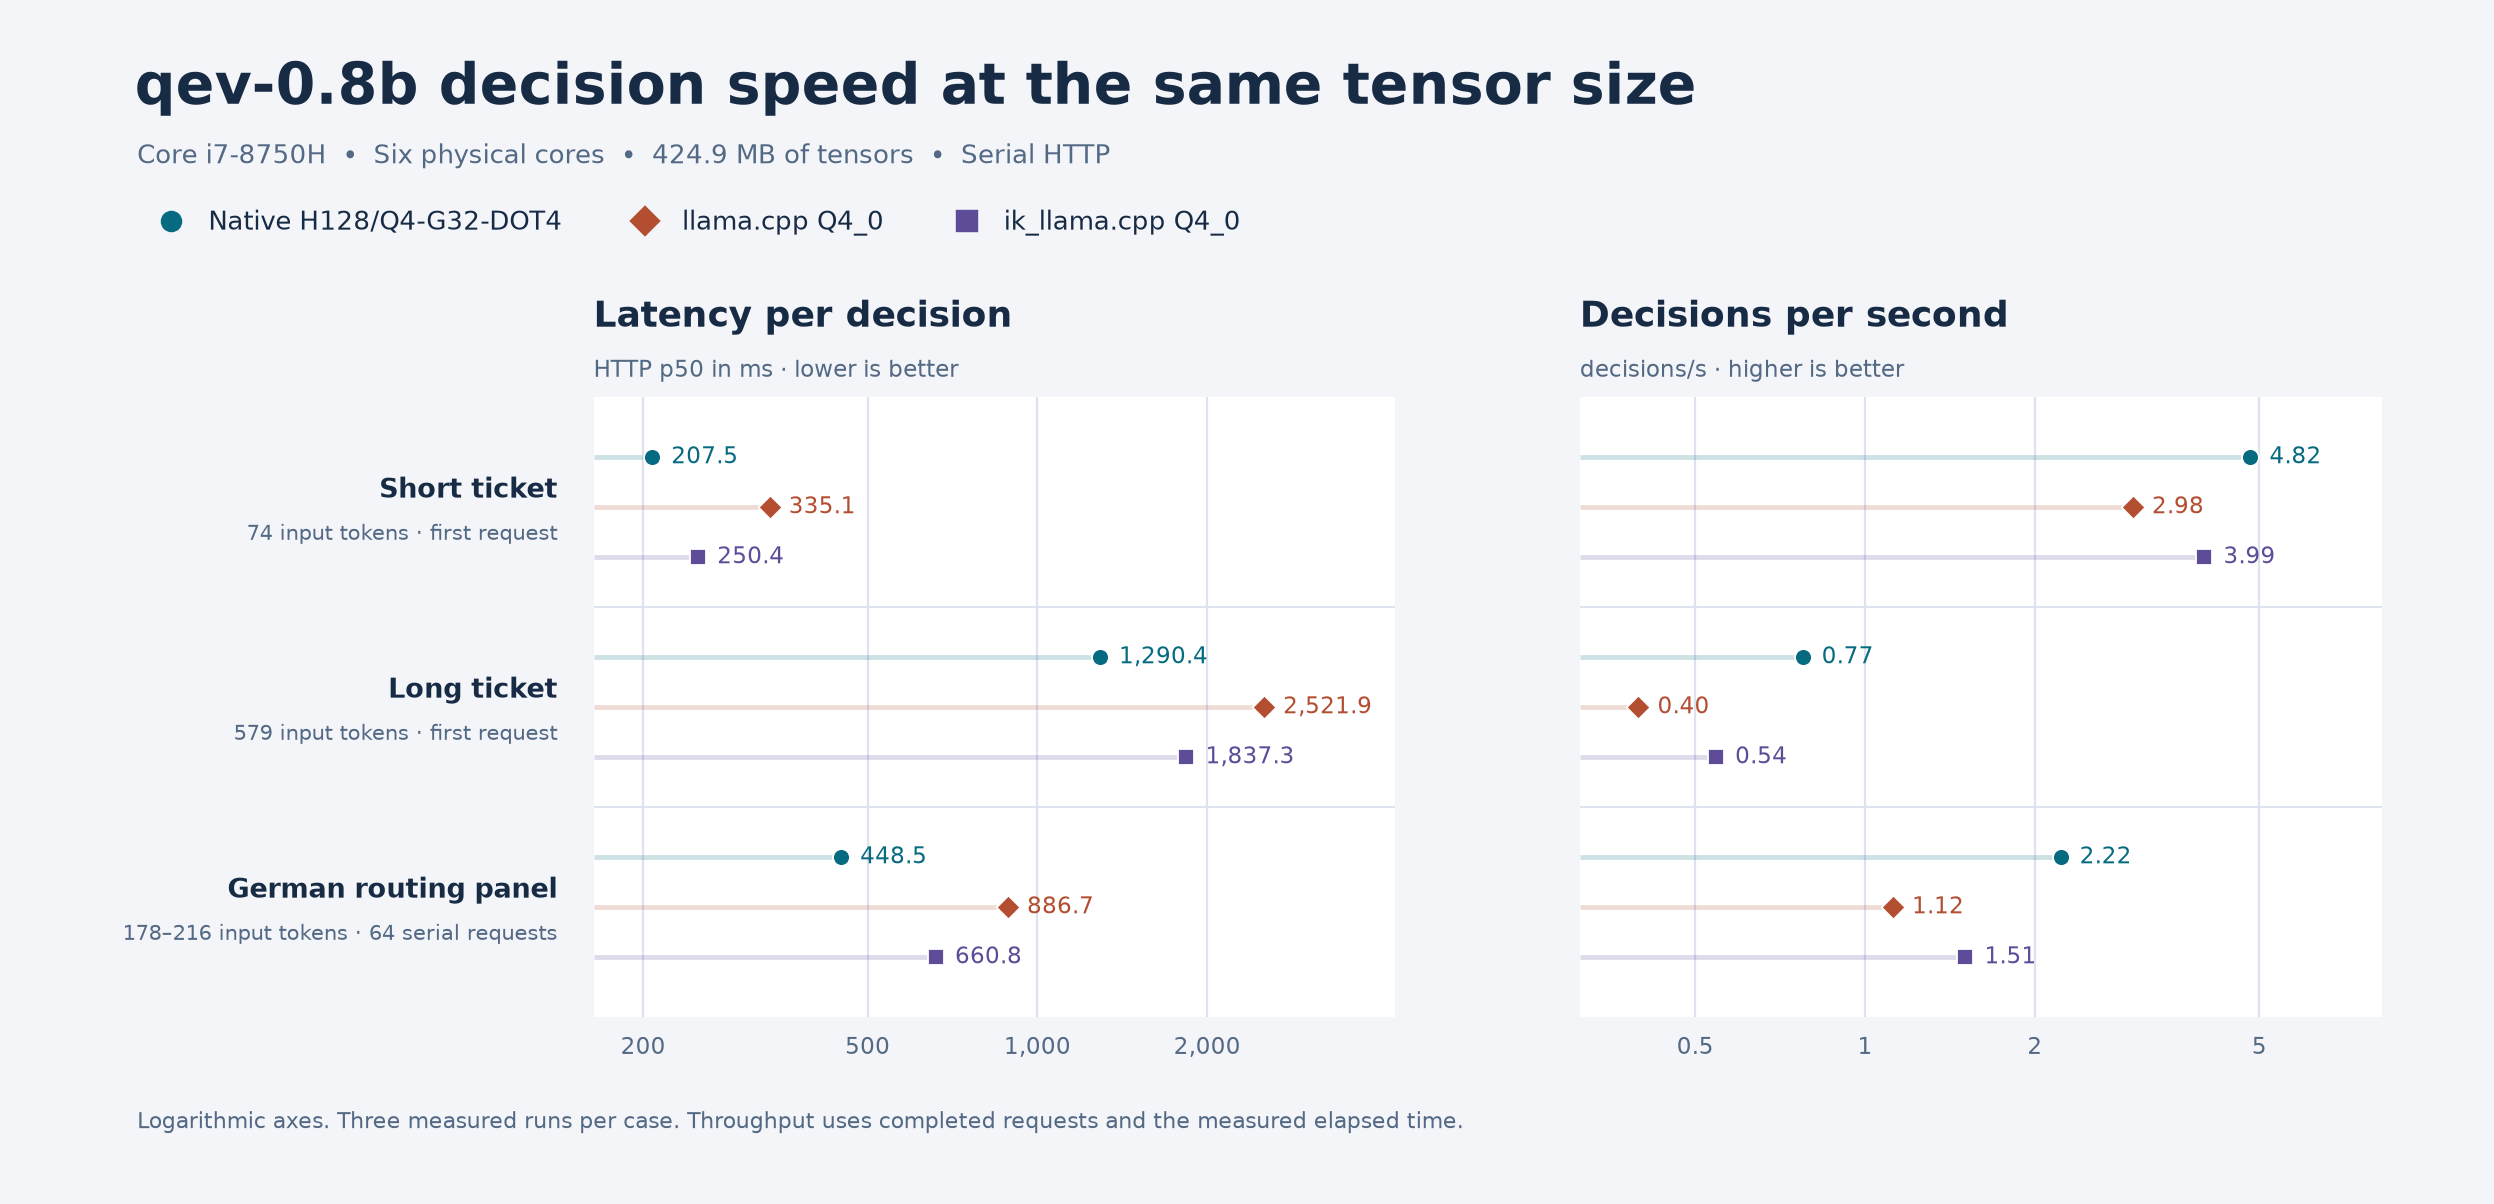 qev-0.8b decision speed at the same tensor size
Core i7-8750H • Six physical cores • 424.9 MB of tensors • Serial HTTP
Native H128/Q4-G32-DOT4
llama.cpp Q4_0
ik_llama.cpp Q4_0
Latency per decision
HTTP p50 in ms · lower is better
Decisions per second
decisions/s · higher is better
Short ticket
74 input tokens · first request
207.5
335.1
250.4
4.82
2.98
3.99
Long ticket
579 input tokens · first request
1,290.4
2,521.9
1,837.3
0.77
0.40
0.54
German routing panel
178–216 input tokens · 64 serial requests
448.5
886.7
660.8
2.22
1.12
1.51
200 500 1,000 2,000
0.5 1 2 5
Logarithmic axes. Three measured runs per case. Throughput uses completed requests and the measured elapsed time.